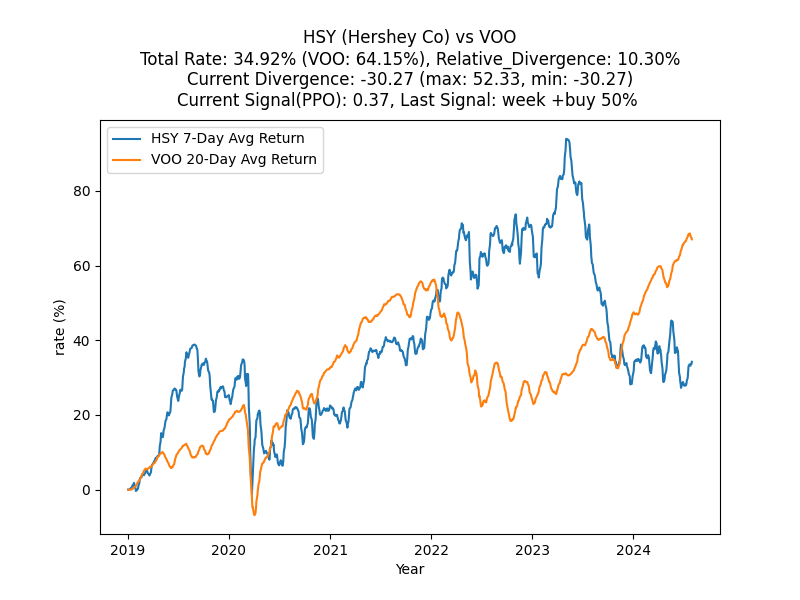 HSY (Hershey Co) vs VOO
Total Rate: 34.92% (VOO: 64.15%), Relative_Divergence: 10.30%
Current Divergence: -30.27 (max: 52.33, min: -30.27)
Current Signal(PPO): 0.37, Last Signal: week +buy 50%
HSY 7-Day Avg Return
VOO 20-Day Avg Return
80
60
40
20
0
rate (%)
2019 2020 2021 2022 2023 2024
Year